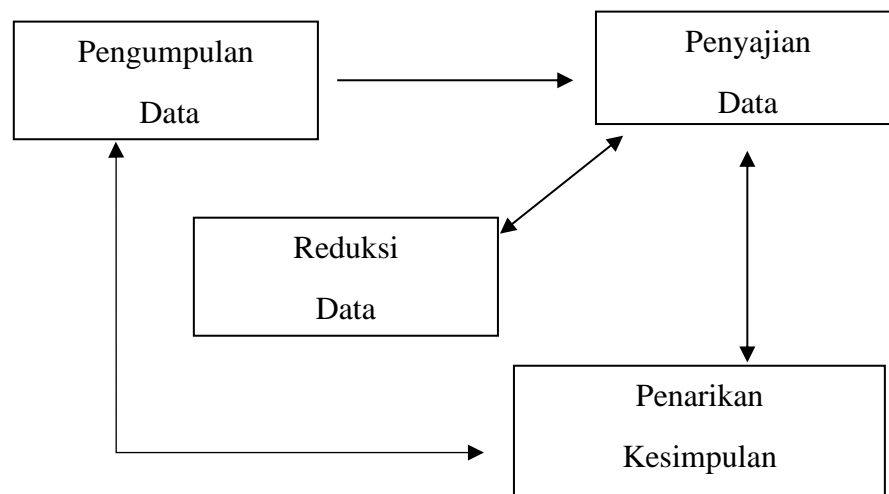 Pengumpulan
Data
Penyajian
Data
Reduksi
Data
Penarikan
Kesimpulan